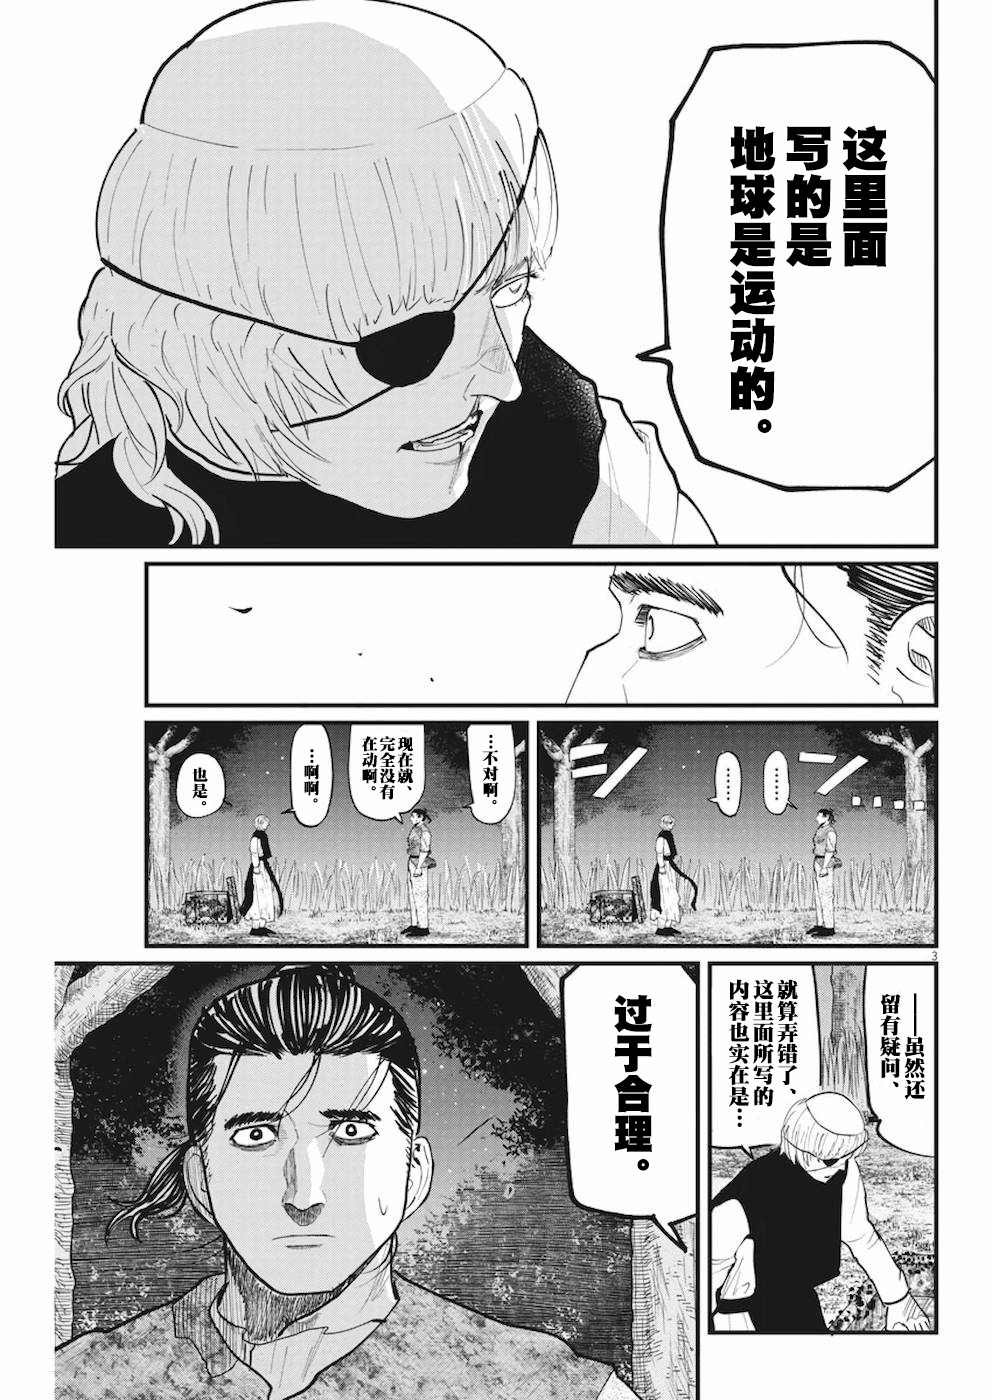 这里面
写的是
地球是运动的。
……
……
…不对啊。
现在就、
完全没有
在动啊。
…啊啊。
也是。
3
——虽然还
留有疑问、
就算弄错了、
这里面所写的
内容也实在是…
过于合理。